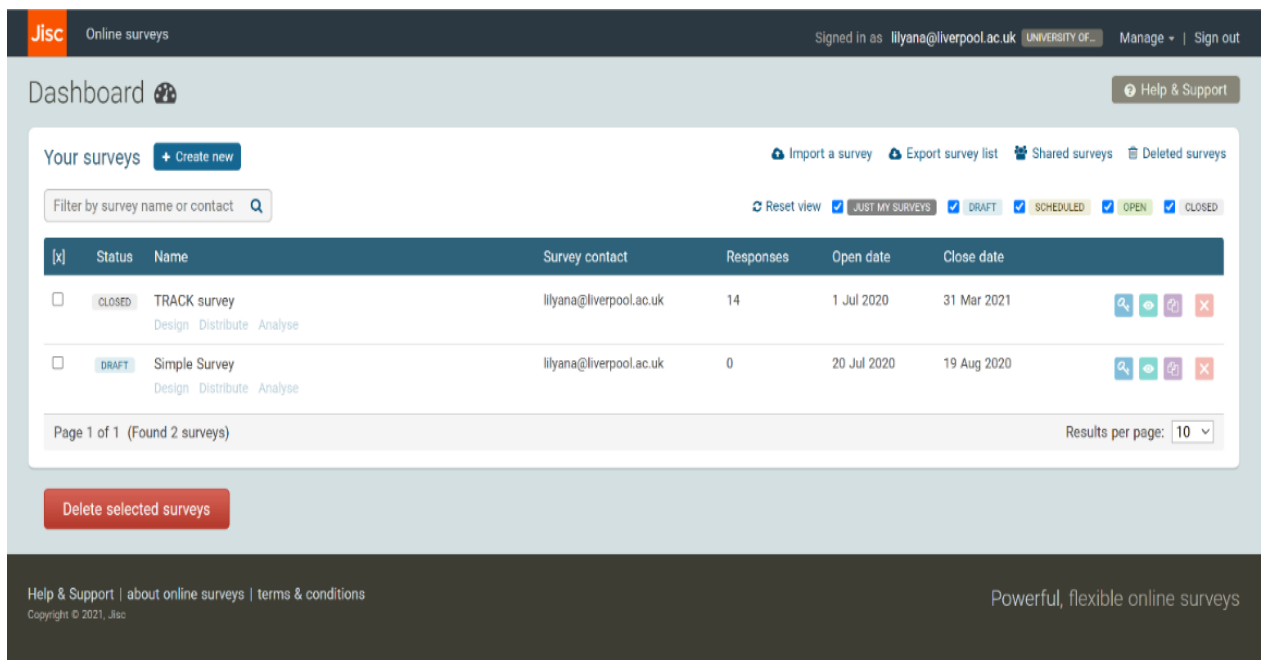 Jisc Online surveys Signed in as lilyana@liverpool.ac.uk UNIVERSITY OF... Manage | Sign out
Dashboard Help & Support
Your surveys + Create new Import a survey Export survey list Shared surveys Deleted surveys
Filter by survey name or contact Reset view JUST MY SURVEYS DRAFT SCHEDULED OPEN CLOSED
[x] Status Name Survey contact Responses Open date Close date
CLOSED TRACK survey lilyana@liverpool.ac.uk 14 1 Jul 2020 31 Mar 2021
Design Distribute Analyse
DRAFT Simple Survey lilyana@liverpool.ac.uk 0 20 Jul 2020 19 Aug 2020
Design Distribute Analyse
Page 1 of 1 (Found 2 surveys) Results per page: 10
Delete selected surveys
Help & Support | about online surveys | terms & conditions Powerful, flexible online surveys
Copyright © 2021, Jisc